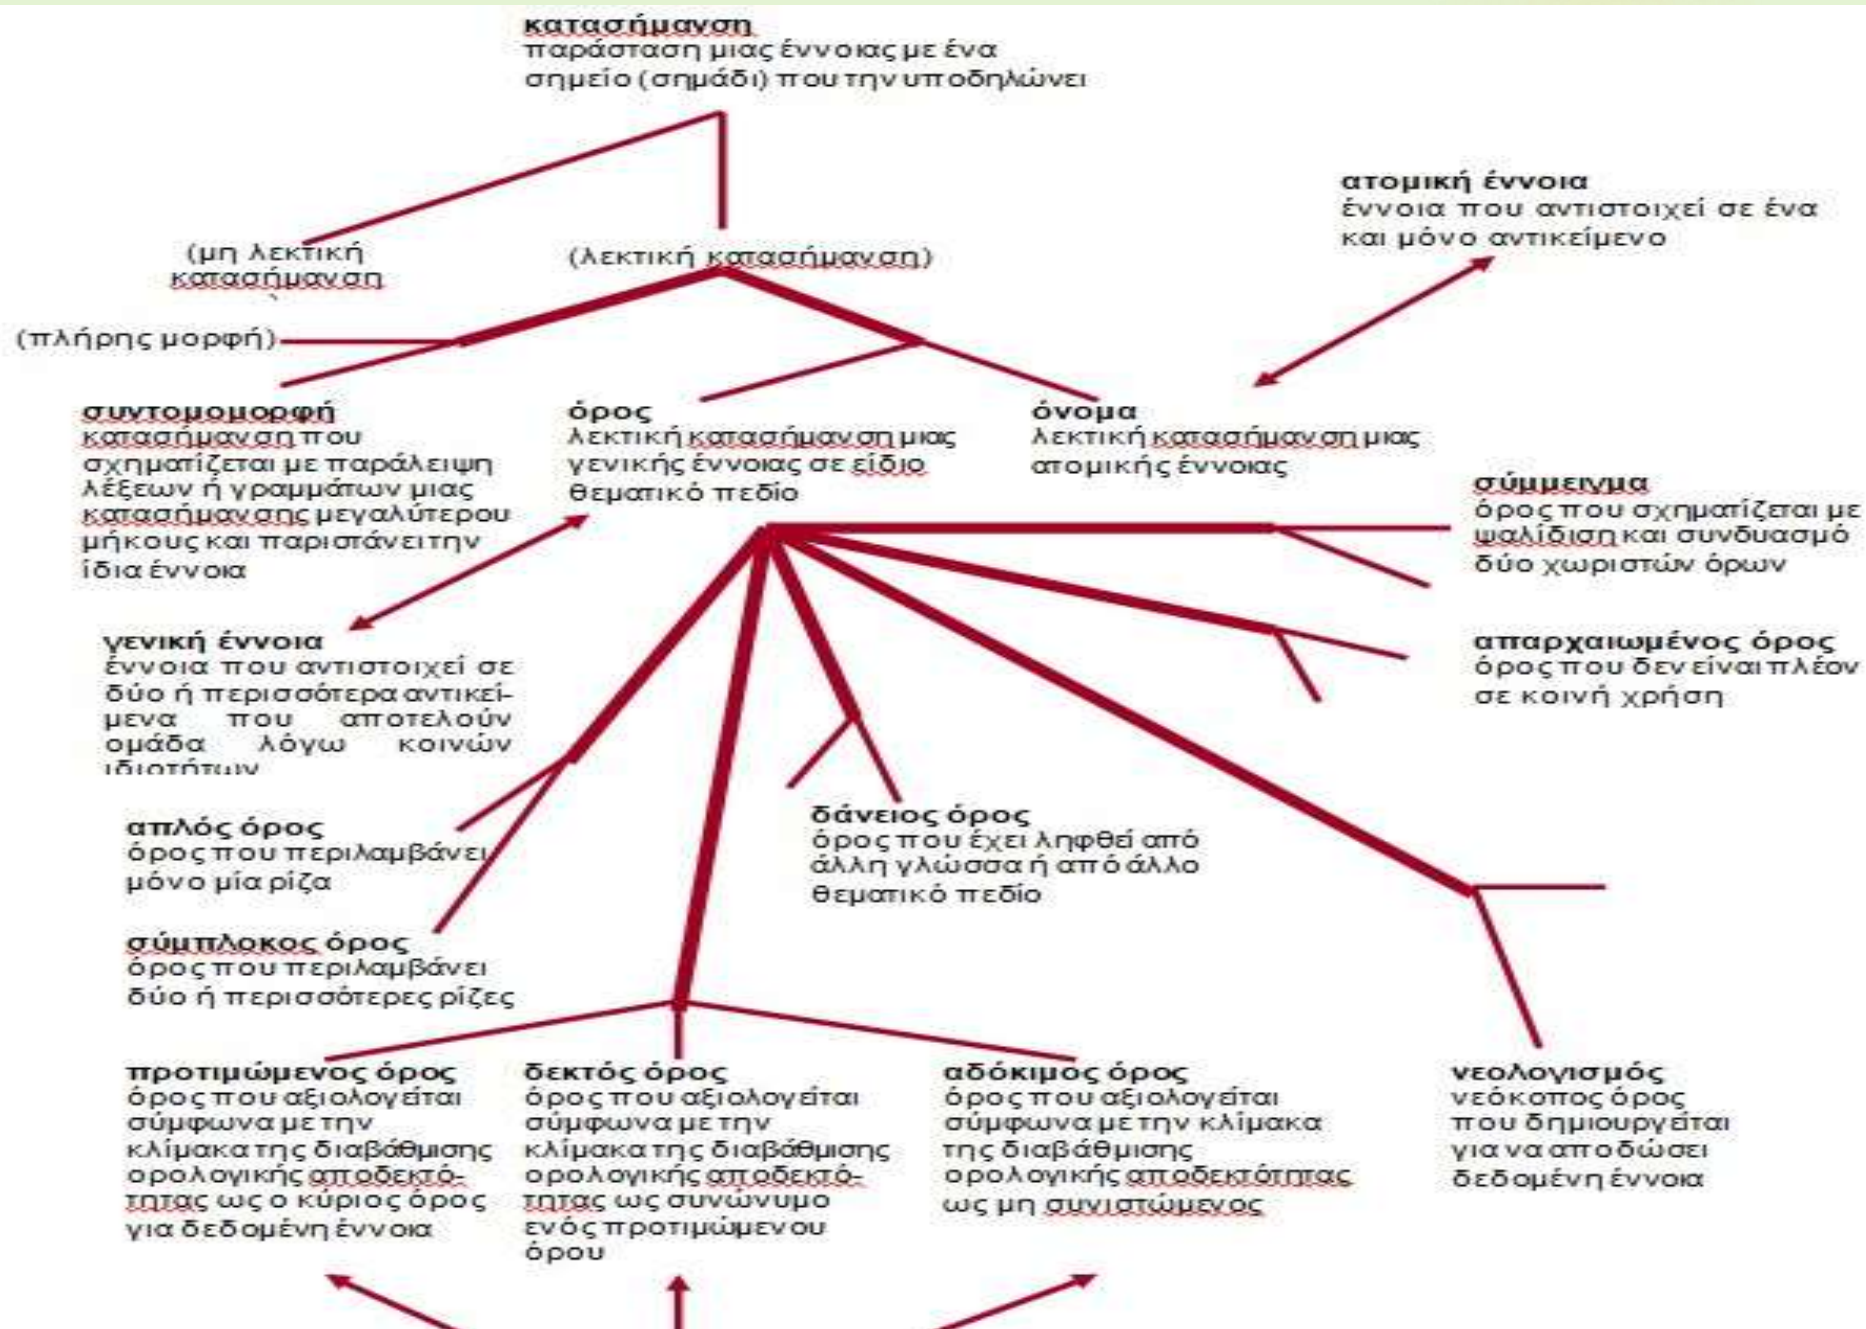 κατασήμανση
παράσταση μιας έννοιας με ένα
σημείο (σημάδι) που την υποδηλώνει
ατομική έννοια
έννοια που αντιστοιχεί σε ένα
και μόνο αντικείμενο
(μη λεκτική
κατασήμανση
(λεκτική κατασήμανση)
(πλήρης μορφή)
συντομομορφή
κατασήμανση που
σχηματίζεται με παράλειψη
λέξεων ή γραμμάτων μιας
κατασήμανσης μεγαλύτερου
μήκους και παριστάνει την
ίδια έννοια
όρος
λεκτική κατασήμανση μιας
γενικής έννοιας σε είδιο
θεματικό πεδίο
όνομα
λεκτική κατασήμανση μιας
ατομικής έννοιας
σύμμειγμα
όρος που σχηματίζεται με
ψαλίδιση και συνδυασμό
δύο χωριστών όρων
γενική έννοια
έννοια που αντιστοιχεί σε
δύο ή περισσότερα αντικεί-
μενα που αποτελούν
ομάδα λόγω κοινών
ιδιοτήτων
απαρχαιωμένος όρος
όρος που δεν είναι πλέον
σε κοινή χρήση
απλός όρος
όρος που περιλαμβάνει
μόνο μία ρίζα
δάνειος όρος
όρος που έχει ληφθεί από
άλλη γλώσσα ή από άλλο
θεματικό πεδίο
σύμπλοκος όρος
όρος που περιλαμβάνει
δύο ή περισσότερες ρίζες
προτιμώμενος όρος
όρος που αξιολογείται
σύμφωνα με την
κλίμακα της διαβάθμισης
ορολογικής αποδεκτό-
τητας ως ο κύριος όρος
για δεδομένη έννοια
δεκτός όρος
όρος που αξιολογείται
σύμφωνα με την
κλίμακα της διαβάθμισης
ορολογικής αποδεκτό-
τητας ως συνώνυμο
ενός προτιμώμενου
όρου
αδόκιμος όρος
όρος που αξιολογείται
σύμφωνα με την κλίμακα
της διαβάθμισης
ορολογικής αποδεκτότητας
ως μη συνιστώμενος
νεολογισμός
νεόκοπος όρος
που δημιουργείται
για να αποδώσει
δεδομένη έννοια